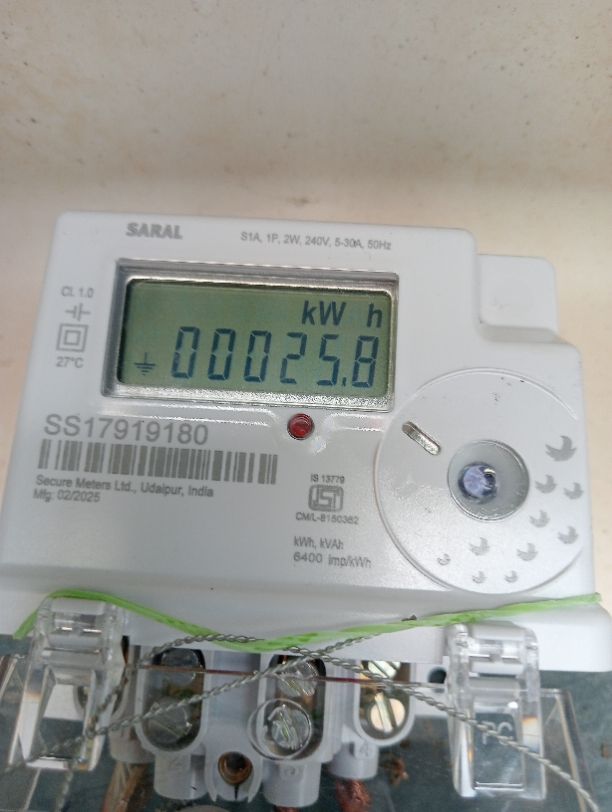 SARAL
S1A, 1P, 2W, 240V, 5-30A, 50Hz
CL 1.0
27°C
kW h
00025.8
SS17919180
Secure Meters Ltd., Udaipur, India
Mfg: 02/2025
IS 13779
ISI
CM/L-8150362
kWh, kVAh
6400 imp/kWh